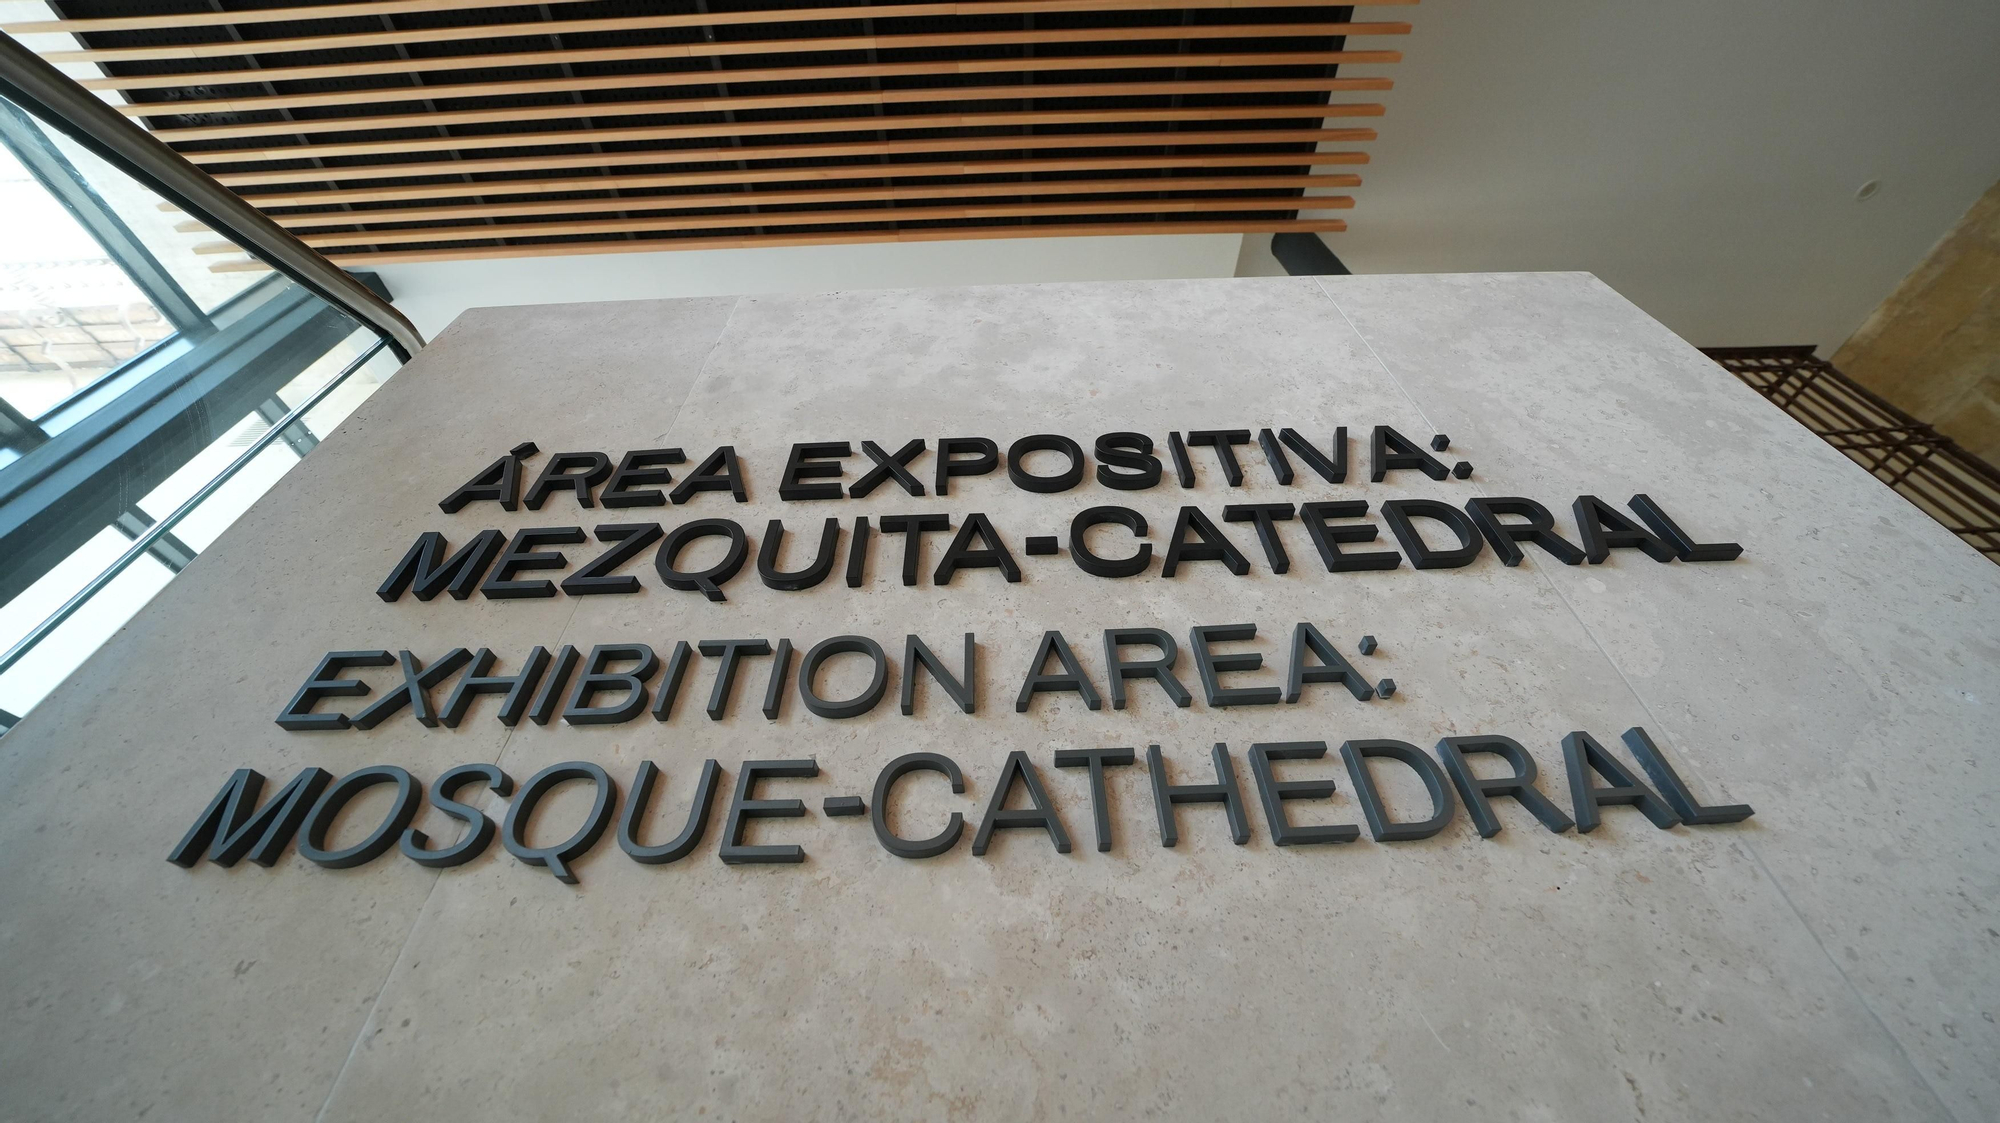 ÁREA EXPOSITIVA:
MEZQUITA-CATEDRAL
EXHIBITION AREA:
MOSQUE-CATHEDRAL